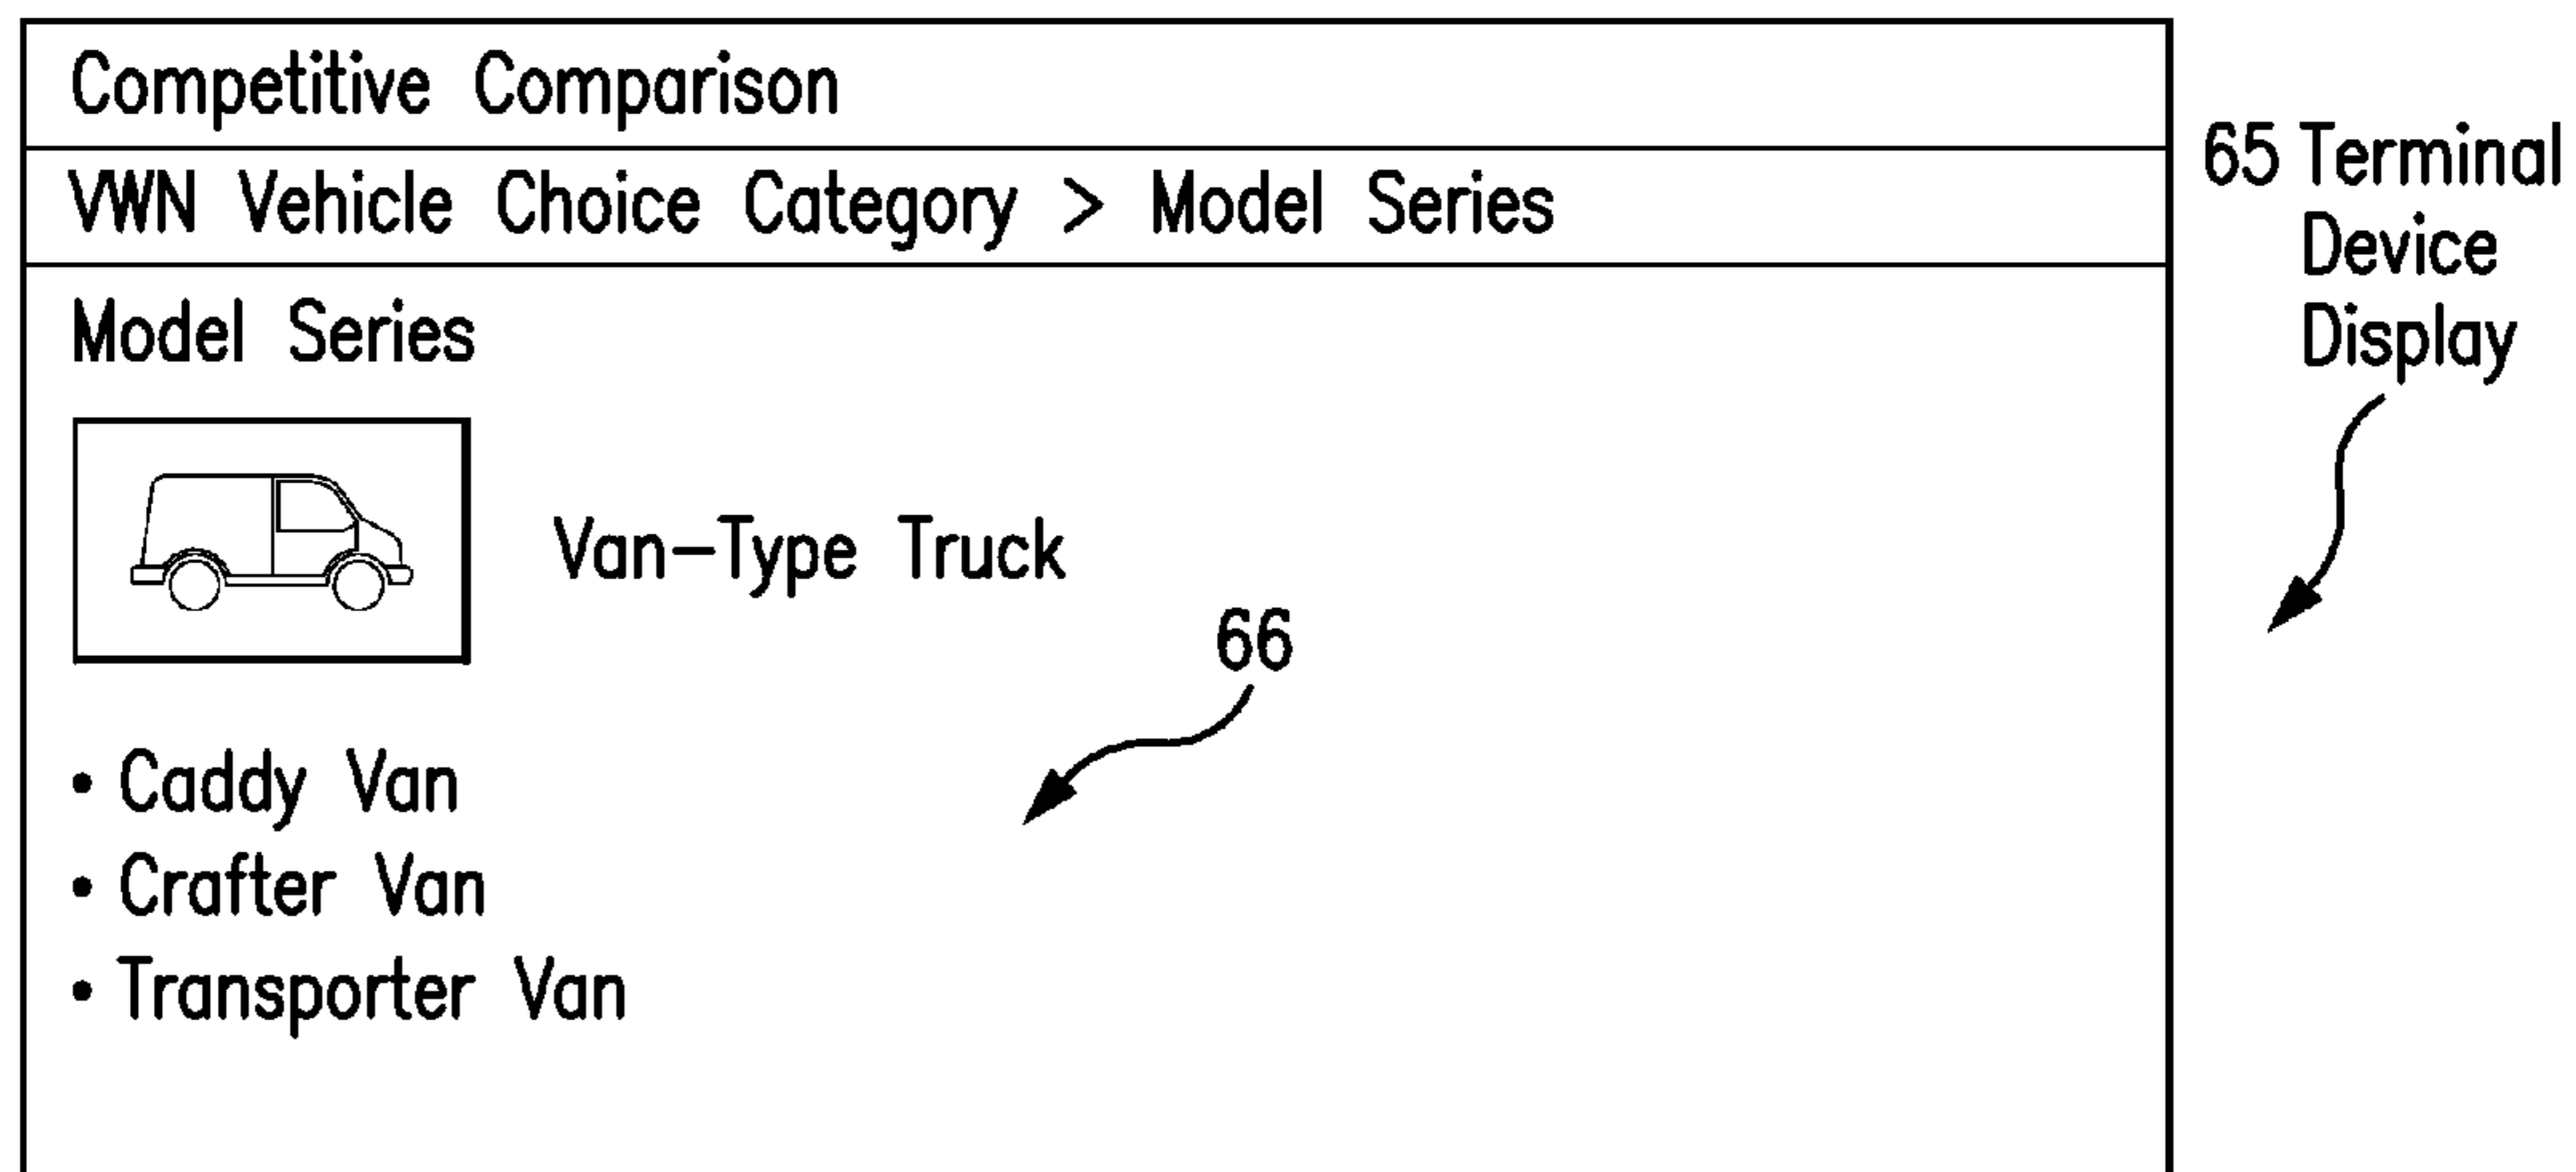 Competitive Comparison
VWN Vehicle Choice Category > Model Series
65 Terminal
Device
Display
Model Series
Van-Type Truck
66
• Caddy Van
• Crafter Van
• Transporter Van